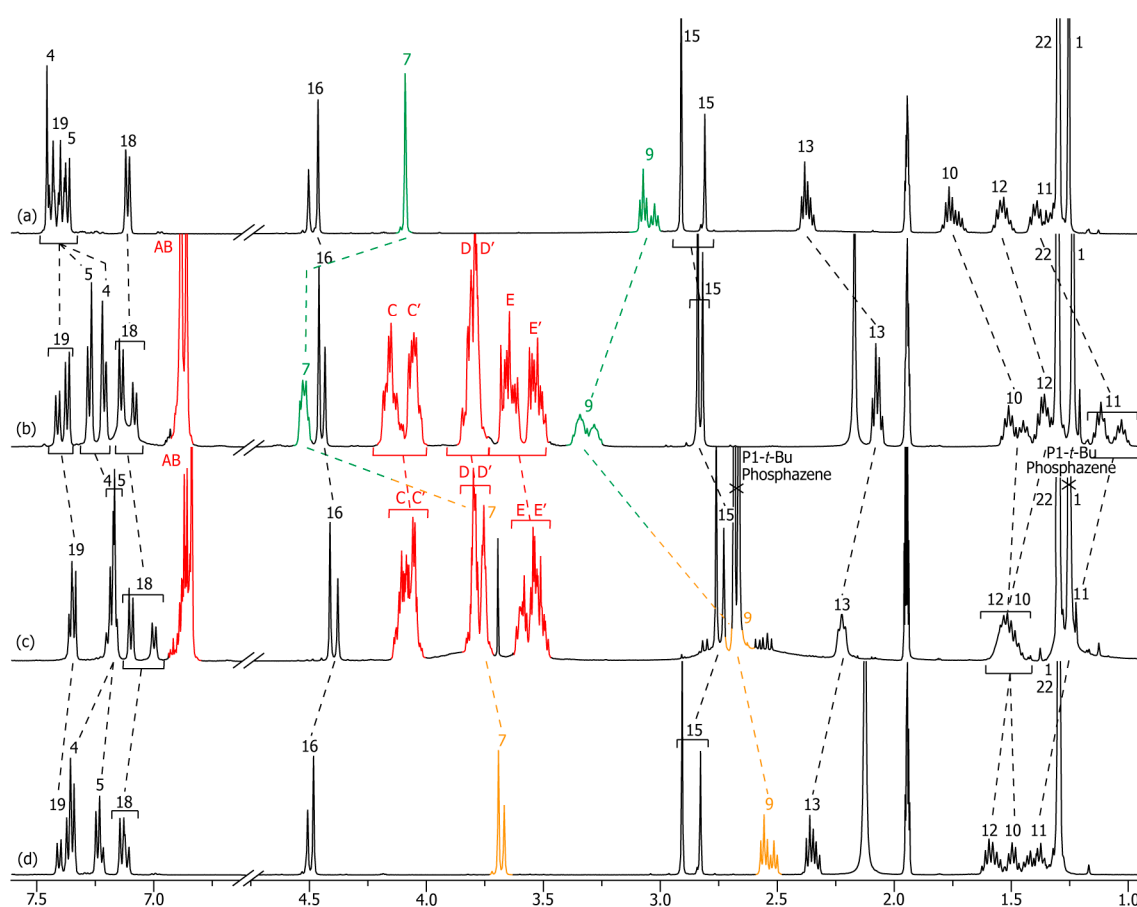 4 19 5 18 16 7 9 15 15 13 10 12 11 22 1
(a)
AB 5 4 19 18 7 16 C C' D D' E E' 9 15 13 10 12 22 1 11
(b)
AB 4 5 19 18 16 C C' D D' 7 E E' 15 P1-t-Bu
Phosphazene
9 13 12 10 P1-t-Bu
Phosphazene
22 1 11
(c)
19 4 5 18 16 7 15 9 13 12 10 11 1
22
(d)
7.5 7.0 4.5 4.0 3.5 3.0 2.5 2.0 1.5 1.0